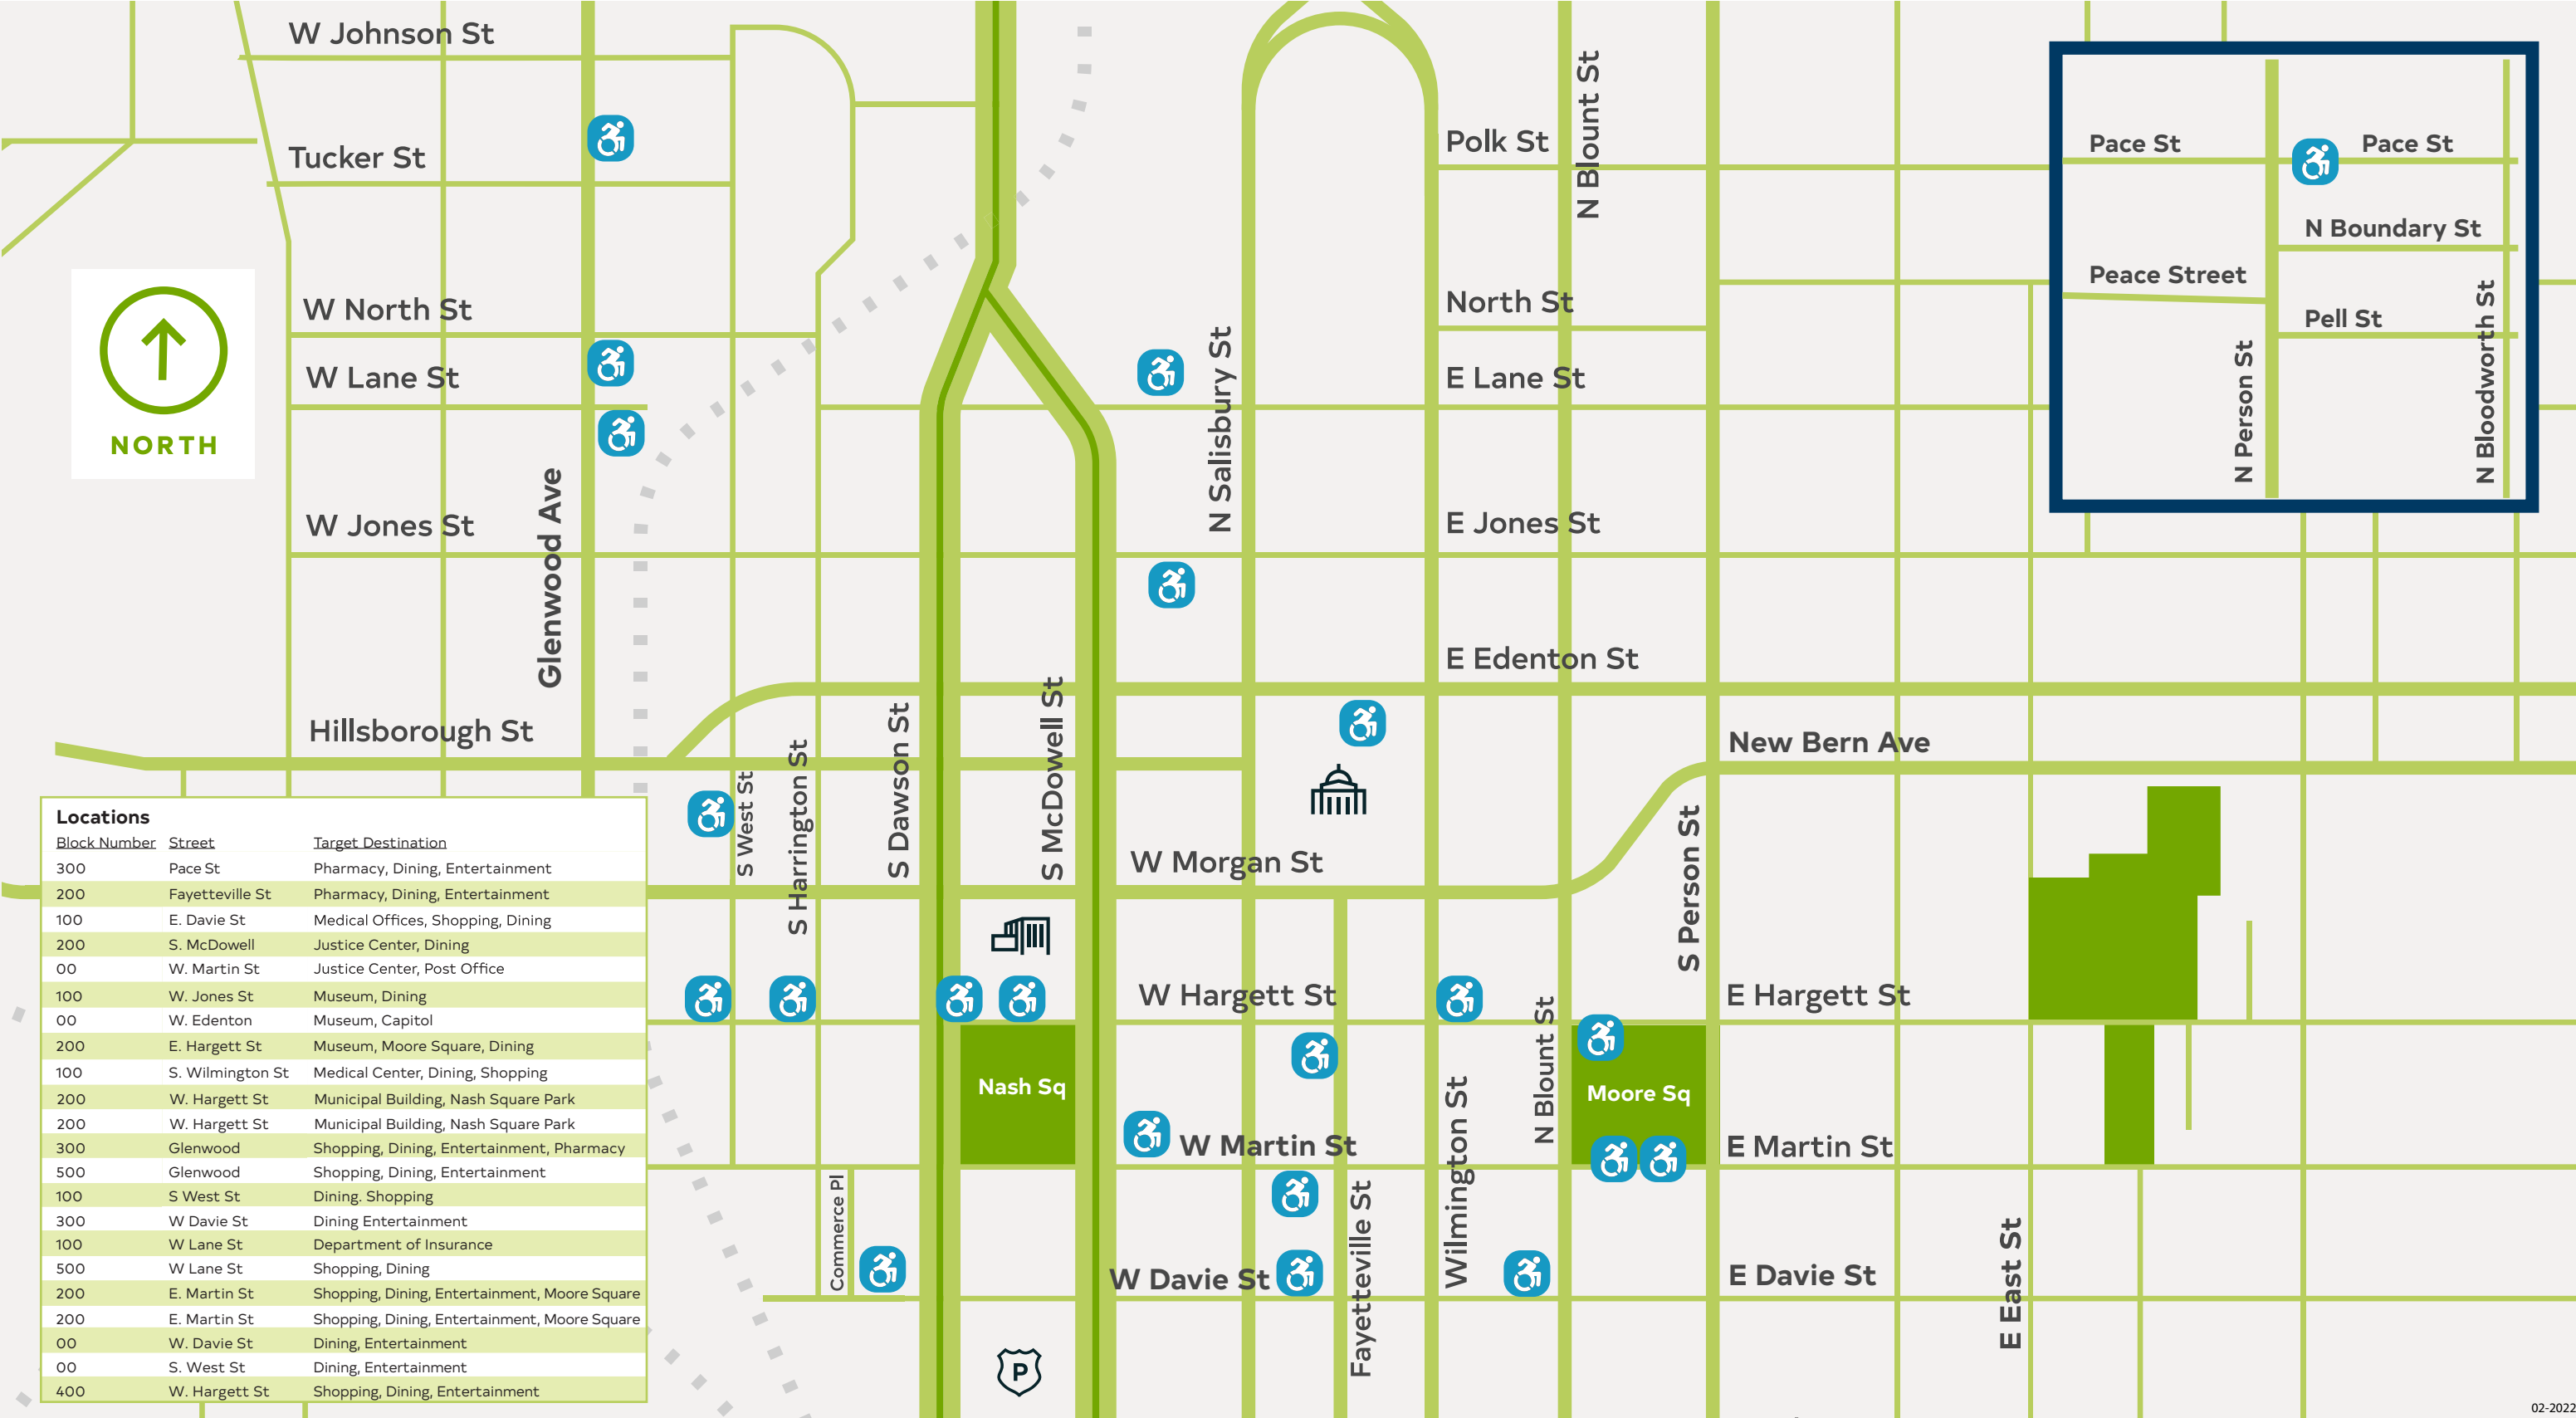 W Johnson St
Tucker St
W North St
W Lane St
W Jones St
Hillsborough St
NORTH
Glenwood Ave
Polk St
N Blount St
North St
E Lane St
E Jones St
E Edenton St
N Salisbury St
Pace St
Pace St
N Boundary St
Peace Street
Pell St
N Person St
N Bloodworth St
New Bern Ave
S West St
S Harrington St
S Dawson St
S McDowell St
W Morgan St
S Person St
W Hargett St
E Hargett St
Nash Sq
Moore Sq
N Blount St
W Martin St
E Martin St
Commerce Pl
Wilmington St
Fayetteville St
W Davie St
E Davie St
E East St
P
Locations
Block Number Street Target Destination
300 Pace St Pharmacy, Dining, Entertainment
200 Fayetteville St Pharmacy, Dining, Entertainment
100 E. Davie St Medical Offices, Shopping, Dining
200 S. McDowell Justice Center, Dining
00 W. Martin St Justice Center, Post Office
100 W. Jones St Museum, Dining
00 W. Edenton Museum, Capitol
200 E. Hargett St Museum, Moore Square, Dining
100 S. Wilmington St Medical Center, Dining, Shopping
200 W. Hargett St Municipal Building, Nash Square Park
200 W. Hargett St Municipal Building, Nash Square Park
300 Glenwood Shopping, Dining, Entertainment, Pharmacy
500 Glenwood Shopping, Dining, Entertainment
100 S West St Dining. Shopping
300 W Davie St Dining Entertainment
100 W Lane St Department of Insurance
500 W Lane St Shopping, Dining
200 E. Martin St Shopping, Dining, Entertainment, Moore Square
200 E. Martin St Shopping, Dining, Entertainment, Moore Square
00 W. Davie St Dining, Entertainment
00 S. West St Dining, Entertainment
400 W. Hargett St Shopping, Dining, Entertainment
02-2022